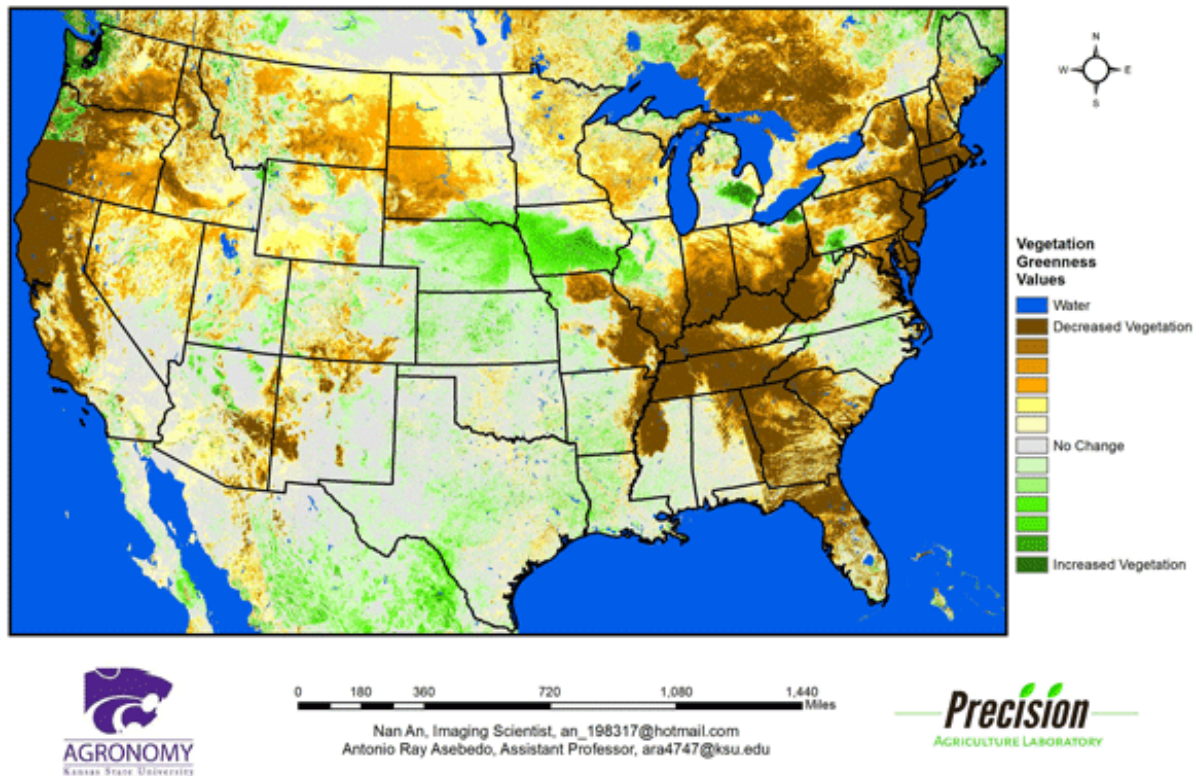 N
W E
S
Vegetation
Greenness
Values
Water
Decreased Vegetation
No Change
Increased Vegetation
0 180 360 720 1,080 1,440
Miles
Nan An, Imaging Scientist, an_198317@hotmail.com
Antonio Ray Asebedo, Assistant Professor, ara4747@ksu.edu
AGRONOMY
Kansas State University
Precision
AGRICULTURE LABORATORY